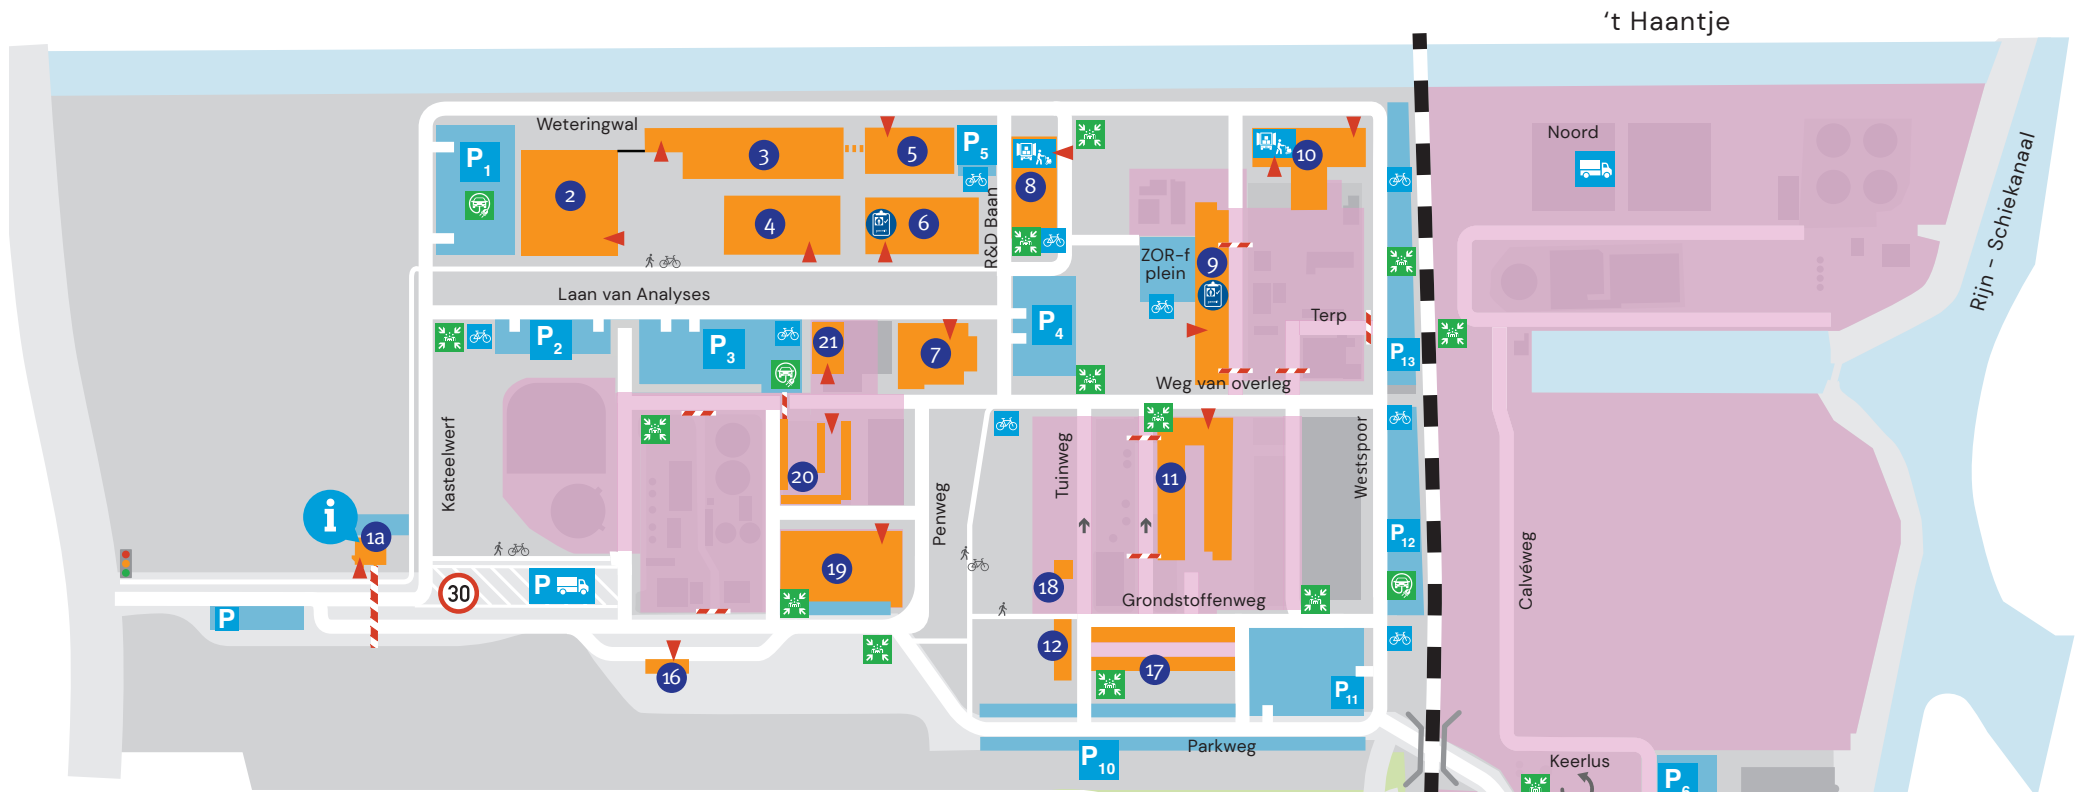 't Haantje
Weteringwal
Noord
P1
2
3
5
P5
8
10
4
6
R&D Baan
ZOR-f
plein
9
Rijn - Schiekanaal
Laan van Analyses
Terp
P2
P3
21
7
P4
P13
Weg van overleg
Kasteelwerf
20
Penweg
Tuinweg
11
Westspoor
i
1a
P12
Calvéweg
30
P
19
18
Grondstoffenweg
P
16
12
17
P11
Parkweg
P10
Keerlus
P6